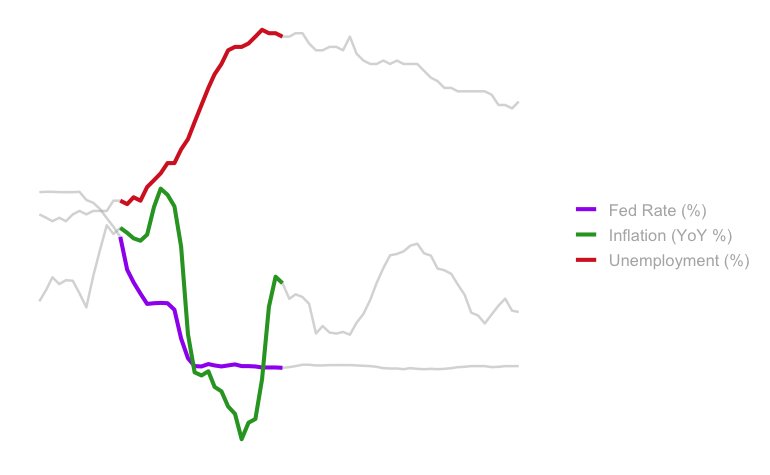 Fed Rate (%)
Inflation (YoY %)
Unemployment (%)